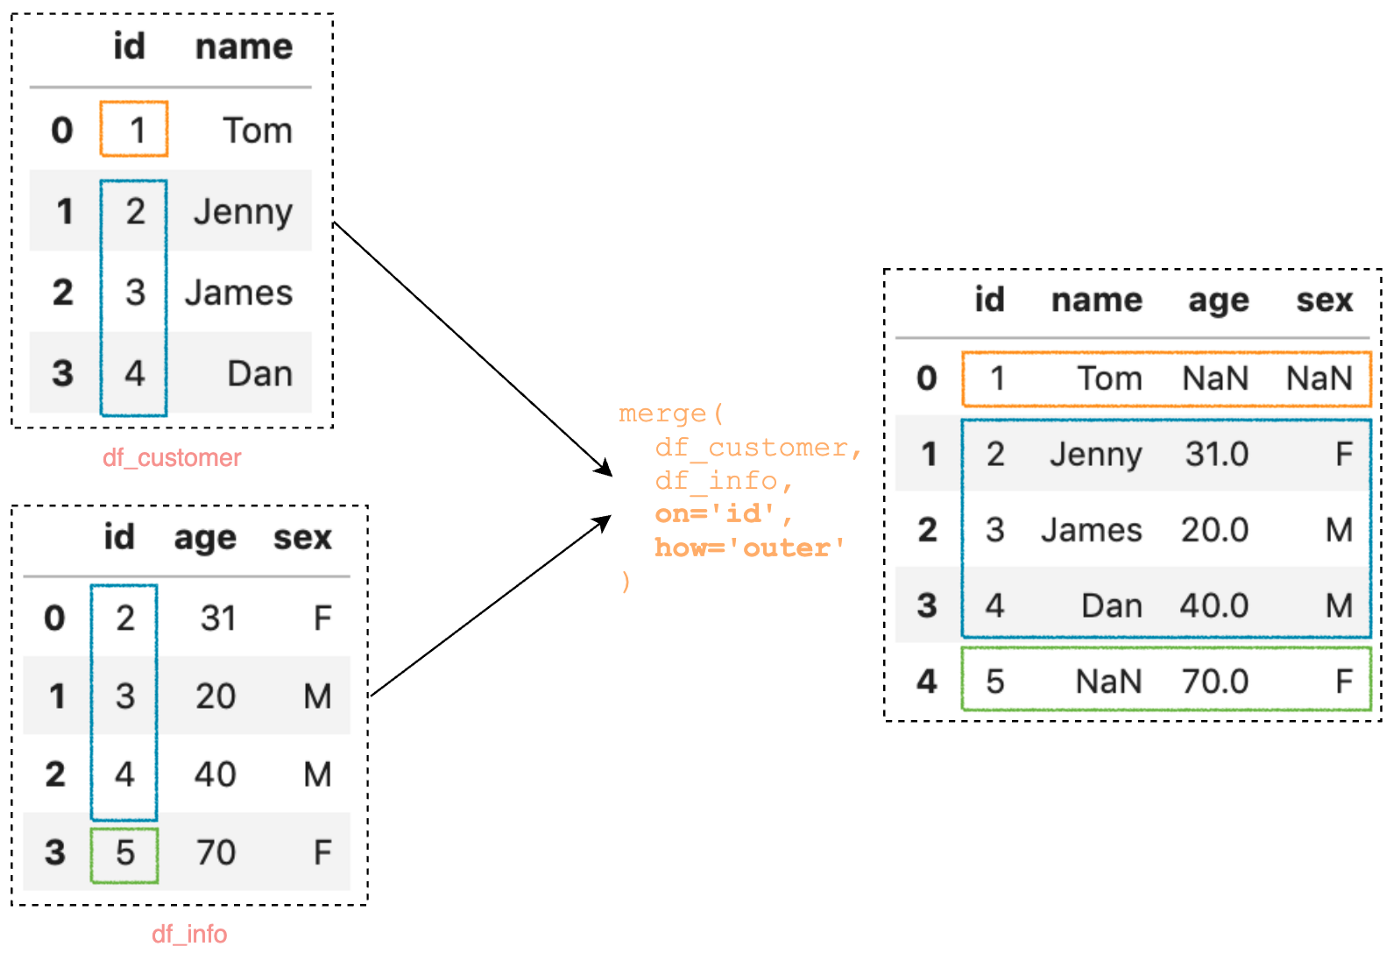 id name
0 1 Tom
1 2 Jenny
2 3 James
3 4 Dan
df_customer
id age sex
0 2 31 F
1 3 20 M
2 4 40 M
3 5 70 F
df_info
merge(
df_customer,
df_info,
on='id',
how='outer'
)
id name age sex
0 1 Tom NaN NaN
1 2 Jenny 31.0 F
2 3 James 20.0 M
3 4 Dan 40.0 M
4 5 NaN 70.0 F